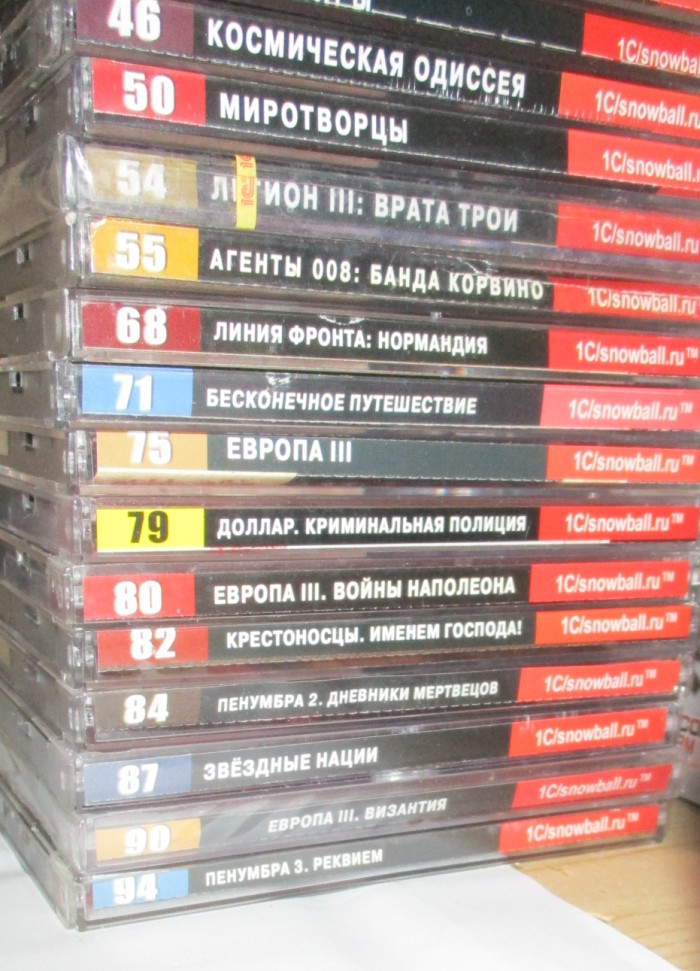 46 КОСМИЧЕСКАЯ ОДИССЕЯ 1C/snowbal
50 МИРОТВОРЦЫ 1C/snowball.ru
54 ИОН III: ВРАТА ТРОИ 1C/snowball.r
55 АГЕНТЫ 008: БАНДА КОРВИНО 1C/snowball.ru
68 ЛИНИЯ ФРОНТА: НОРМАНДИЯ 1C/snowball.ru
71 БЕСКОНЕЧНОЕ ПУТЕШЕСТВИЕ 1C/snowball.ru™
75 ЕВРОПА III 1C/snowball.ru™
79 ДОЛЛАР. КРИМИНАЛЬНАЯ ПОЛИЦИЯ 1C/snowball.ru™
80 ЕВРОПА III. ВОЙНЫ НАПОЛЕОНА 1C/snowball.ru™
82 КРЕСТОНОСЦЫ. ИМЕНЕМ ГОСПОДА! 1C/snowball.ru™
84 ПЕНУМБРА 2. ДНЕВНИКИ МЕРТВЕЦОВ 1C/snowball.ru™
87 ЗВЁЗДНЫЕ НАЦИИ 1C/snowball.ru™
90 ЕВРОПА III. ВИЗАНТИЯ 1C/snowball.ru™
94 ПЕНУМБРА 3. РЕКВИЕМ 1C/snowball.ru™